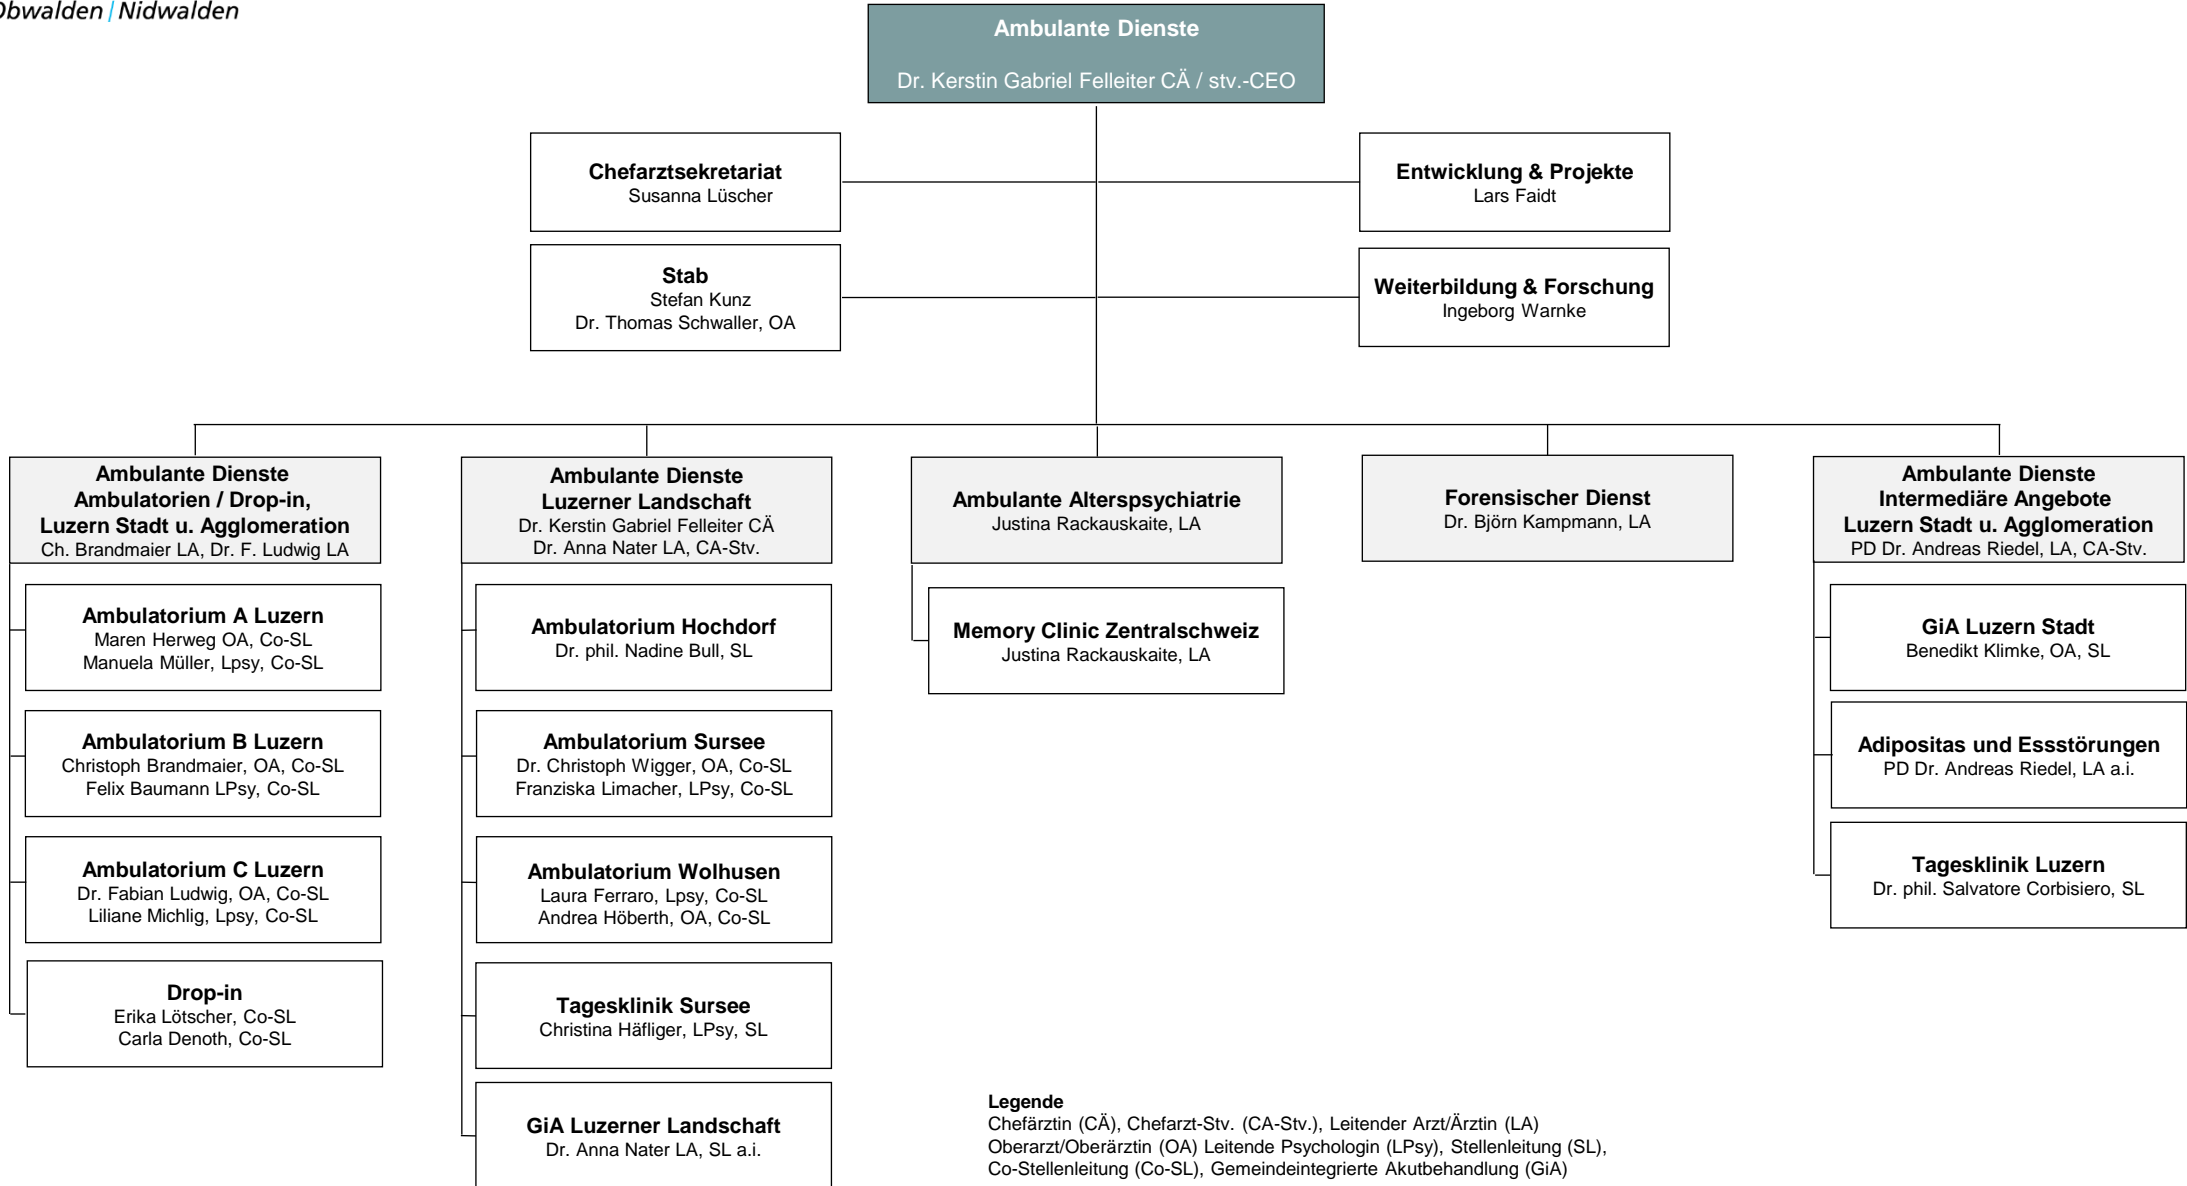 Obwalden | Nidwalden
Ambulante Dienste
Dr. Kerstin Gabriel Felleiter CÄ / stv.-CEO
Chefarztsekretariat
Susanna Lüscher
Entwicklung & Projekte
Lars Faidt
Stab
Stefan Kunz
Dr. Thomas Schwaller, OA
Weiterbildung & Forschung
Ingeborg Warnke
Ambulante Dienste
Ambulatorien / Drop-in,
Luzern Stadt u. Agglomeration
Ch. Brandmaier LA, Dr. F. Ludwig LA
Ambulatorium A Luzern
Maren Herweg OA, Co-SL
Manuela Müller, Lpsy, Co-SL
Ambulatorium B Luzern
Christoph Brandmaier, OA, Co-SL
Felix Baumann LPsy, Co-SL
Ambulatorium C Luzern
Dr. Fabian Ludwig, OA, Co-SL
Liliane Michlig, Lpsy, Co-SL
Drop-in
Erika Lötscher, Co-SL
Carla Denoth, Co-SL
Ambulante Dienste
Luzerner Landschaft
Dr. Kerstin Gabriel Felleiter CÄ
Dr. Anna Nater LA, CA-Stv.
Ambulatorium Hochdorf
Dr. phil. Nadine Bull, SL
Ambulatorium Sursee
Dr. Christoph Wigger, OA, Co-SL
Franziska Limacher, LPsy, Co-SL
Ambulatorium Wolhusen
Laura Ferraro, Lpsy, Co-SL
Andrea Höberth, OA, Co-SL
Tagesklinik Sursee
Christina Häfliger, LPsy, SL
GiA Luzerner Landschaft
Dr. Anna Nater LA, SL a.i.
Ambulante Alterspsychiatrie
Justina Rackauskaite, LA
Memory Clinic Zentralschweiz
Justina Rackauskaite, LA
Forensischer Dienst
Dr. Björn Kampmann, LA
Ambulante Dienste
Intermediäre Angebote
Luzern Stadt u. Agglomeration
PD Dr. Andreas Riedel, LA, CA-Stv.
GiA Luzern Stadt
Benedikt Klimke, OA, SL
Adipositas und Essstörungen
PD Dr. Andreas Riedel, LA a.i.
Tagesklinik Luzern
Dr. phil. Salvatore Corbisiero, SL
Legende
Chefärztin (CÄ), Chefarzt-Stv. (CA-Stv.), Leitender Arzt/Ärztin (LA)
Oberarzt/Oberärztin (OA) Leitende Psychologin (LPsy), Stellenleitung (SL),
Co-Stellenleitung (Co-SL), Gemeindeintegrierte Akutbehandlung (GiA)